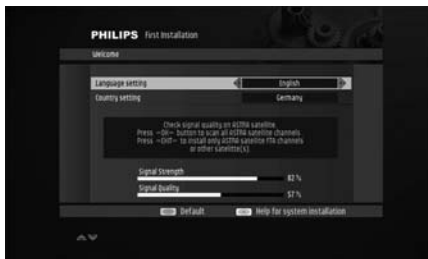 PHILIPS First Installation
Welcome
Language setting English
Country setting Germany
Check signal quality on ASTRA satellite.
Press -OK- button to scan all ASTRA satellite channels
Press -EXIT- to install only ASTRA satellite FTA channels
or other satellite(s)
Signal Strength
82 %
Signal Quality
57 %
Default Help for system installation